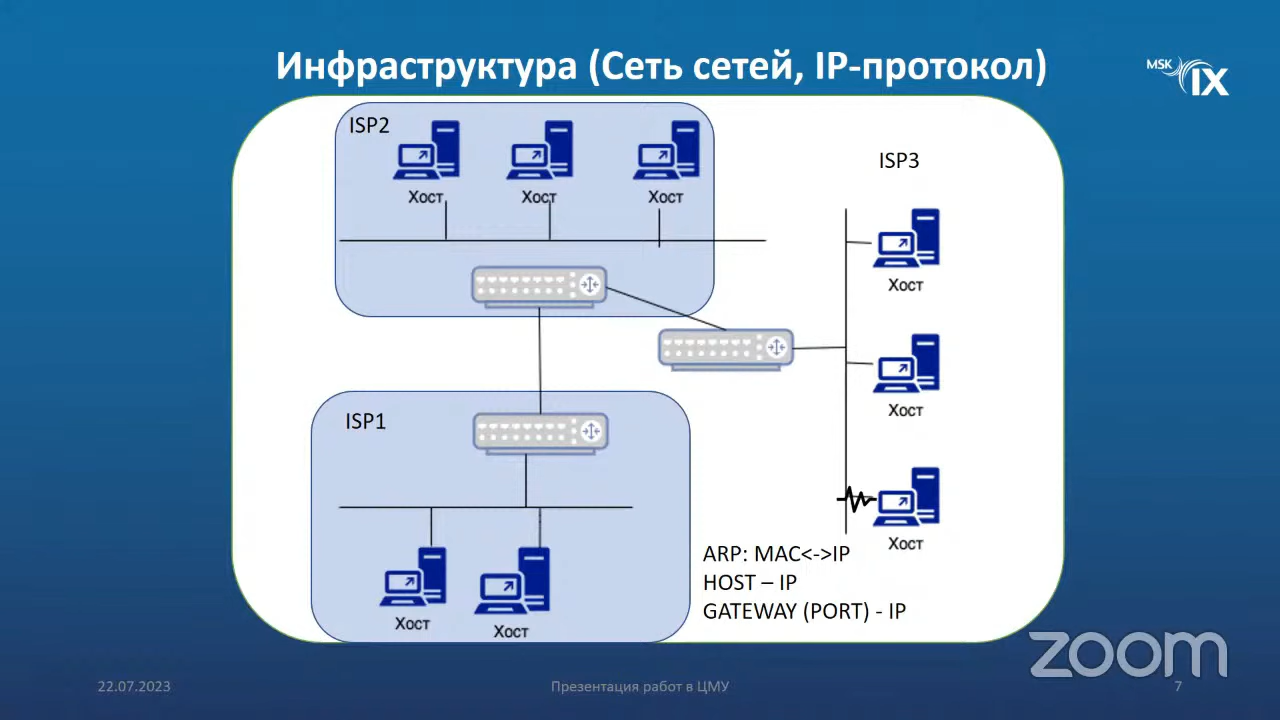 Инфраструктура (Сеть сетей, IP-протокол)
MSK IX
ISP2
Хост
Хост
Хост
ISP3
Хост
Хост
Хост
ISP1
Хост
Хост
ARP: MAC<->IP
HOST – IP
GATEWAY (PORT) - IP
zoom
22.07.2023
Презентация работ в ЦМУ
7